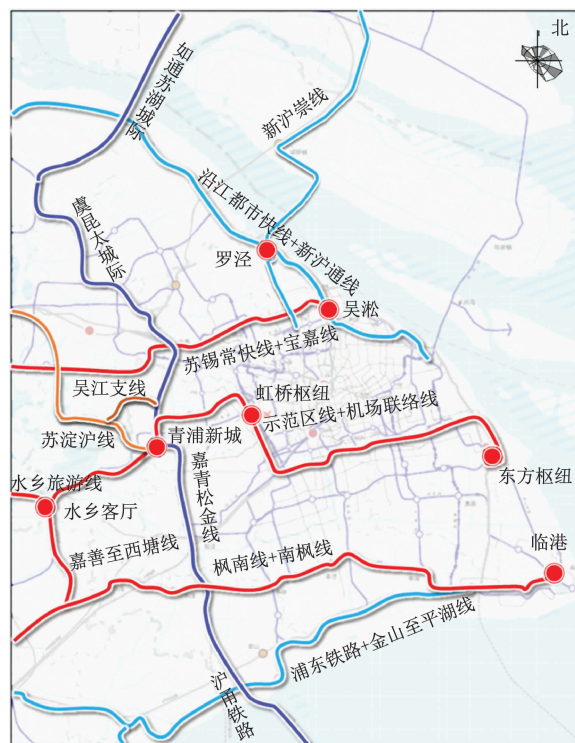 北
如通苏湖城际
新沪崇线
沿江都市快线+新沪通线
虞昆太城际
罗泾
吴淞
苏锡常快线+宝嘉线
吴江支线
虹桥枢纽
示范区线+机场联络线
苏淀沪线
青浦新城
东方枢纽
水乡旅游线
水乡客厅
嘉青松金线
嘉善至西塘线
枫南线+南枫线
临港
浦东铁路+金山至平湖线
沪甬铁路